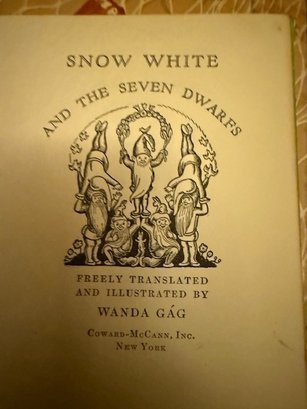 SNOW WHITE
AND THE SEVEN DWARFS
FREELY TRANSLATED
AND ILLUSTRATED BY
WANDA GÁG
COWARD-MCCANN, INC.
NEW YORK